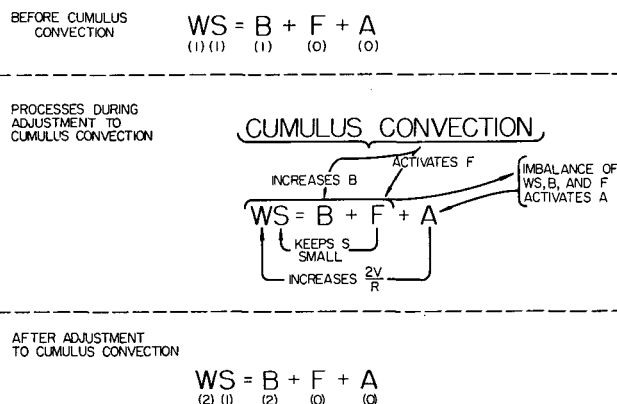 BEFORE CUMULUS
CONVECTION
WS = B + F + A
(1) (1) (1) (0) (0)
PROCESSES DURING
ADJUSTMENT TO
CUMULUS CONVECTION
CUMULUS CONVECTION
ACTIVATES F
INCREASES B
IMBALANCE OF
WS, B, AND F
ACTIVATES A
WS = B + F + A
KEEPS S
SMALL
INCREASES 2V/R
AFTER ADJUSTMENT
TO CUMULUS CONVECTION
WS = B + F + A
(2) (1) (2) (0) (0)